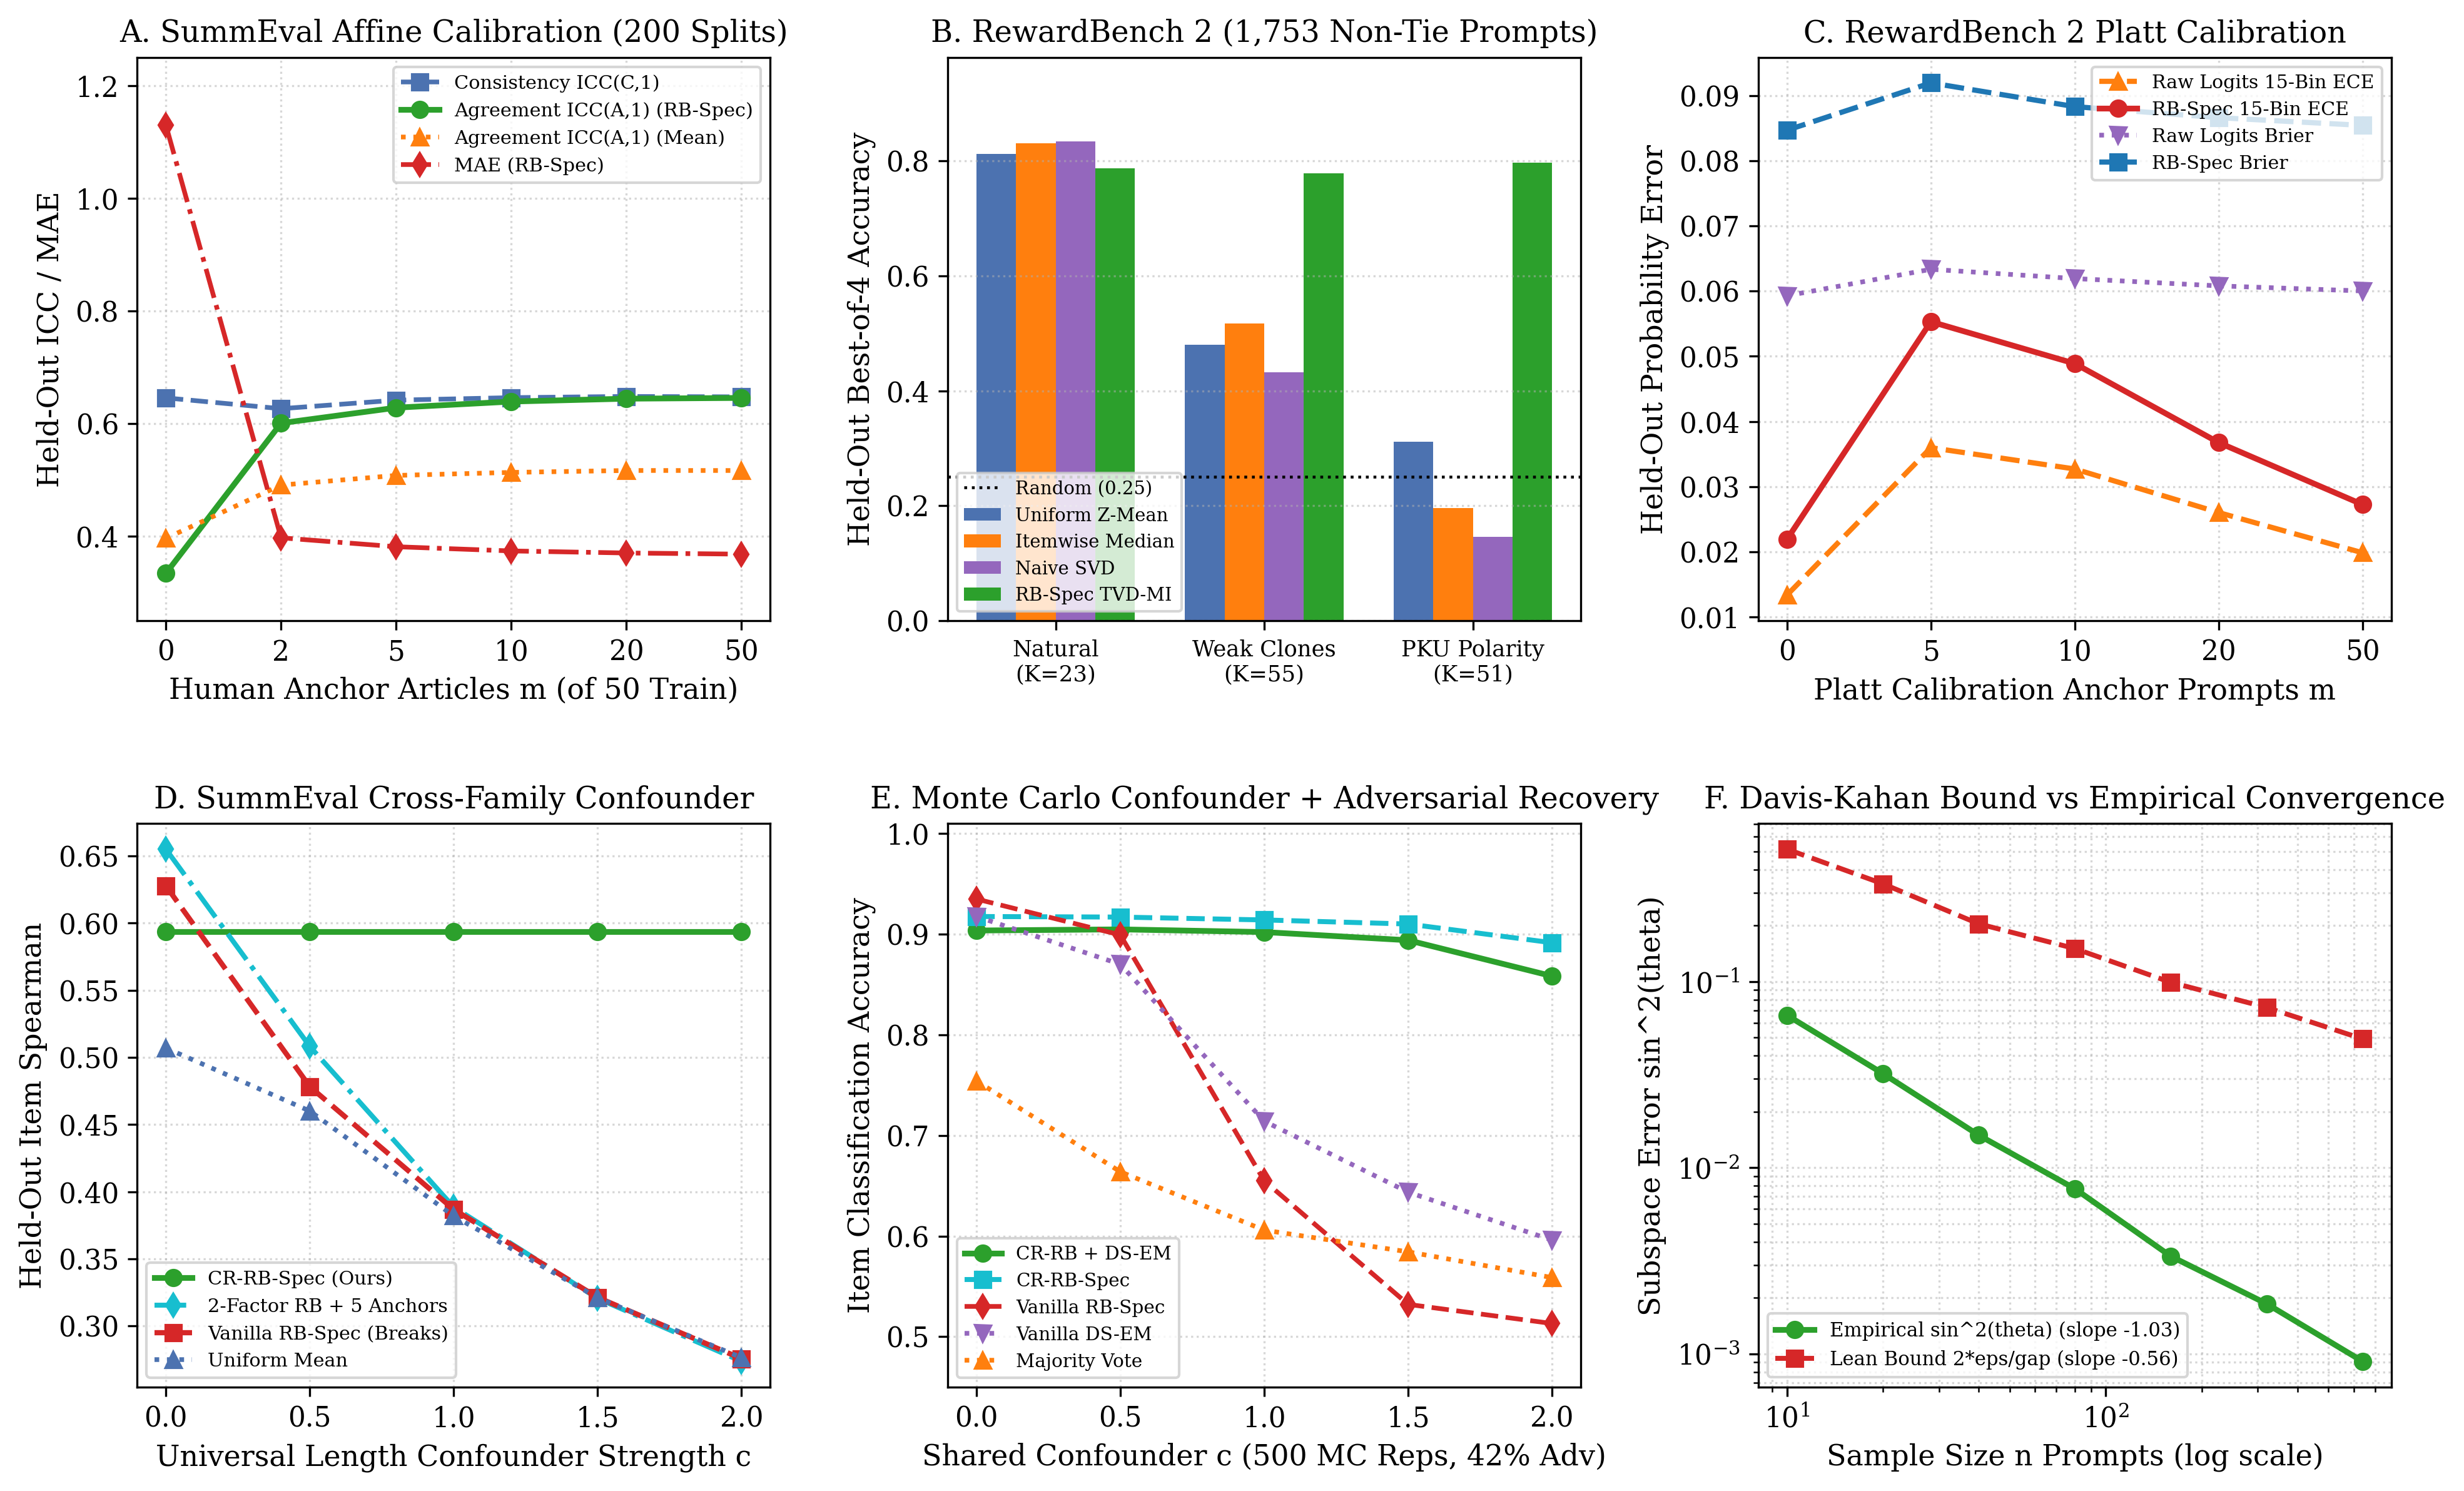 A. SummEval Affine Calibration (200 Splits)
Held-Out ICC / MAE
1.2
1.0
0.8
0.6
0.4
Consistency ICC(C,1)
Agreement ICC(A,1) (RB-Spec)
Agreement ICC(A,1) (Mean)
MAE (RB-Spec)
0 2 5 10 20 50
Human Anchor Articles m (of 50 Train)
B. RewardBench 2 (1,753 Non-Tie Prompts)
Held-Out Best-of-4 Accuracy
0.8
0.6
0.4
0.2
0.0
Random (0.25)
Uniform Z-Mean
Itemwise Median
Naive SVD
RB-Spec TVD-MI
Natural Weak Clones PKU Polarity
(K=23) (K=55) (K=51)
C. RewardBench 2 Platt Calibration
Held-Out Probability Error
0.09
0.08
0.07
0.06
0.05
0.04
0.03
0.02
0.01
Raw Logits 15-Bin ECE
RB-Spec 15-Bin ECE
Raw Logits Brier
RB-Spec Brier
0 5 10 20 50
Platt Calibration Anchor Prompts m
D. SummEval Cross-Family Confounder
Held-Out Item Spearman
0.65
0.60
0.55
0.50
0.45
0.40
0.35
0.30
CR-RB-Spec (Ours)
2-Factor RB + 5 Anchors
Vanilla RB-Spec (Breaks)
Uniform Mean
0.0 0.5 1.0 1.5 2.0
Universal Length Confounder Strength c
E. Monte Carlo Confounder + Adversarial Recovery
Item Classification Accuracy
1.0
0.9
0.8
0.7
0.6
0.5
CR-RB + DS-EM
CR-RB-Spec
Vanilla RB-Spec
Vanilla DS-EM
Majority Vote
0.0 0.5 1.0 1.5 2.0
Shared Confounder c (500 MC Reps, 42% Adv)
F. Davis-Kahan Bound vs Empirical Convergence
Subspace Error sin^2(theta)
10⁻¹
10⁻²
10⁻³
Empirical sin^2(theta) (slope -1.03)
Lean Bound 2*eps/gap (slope -0.56)
10¹ 10²
Sample Size n Prompts (log scale)